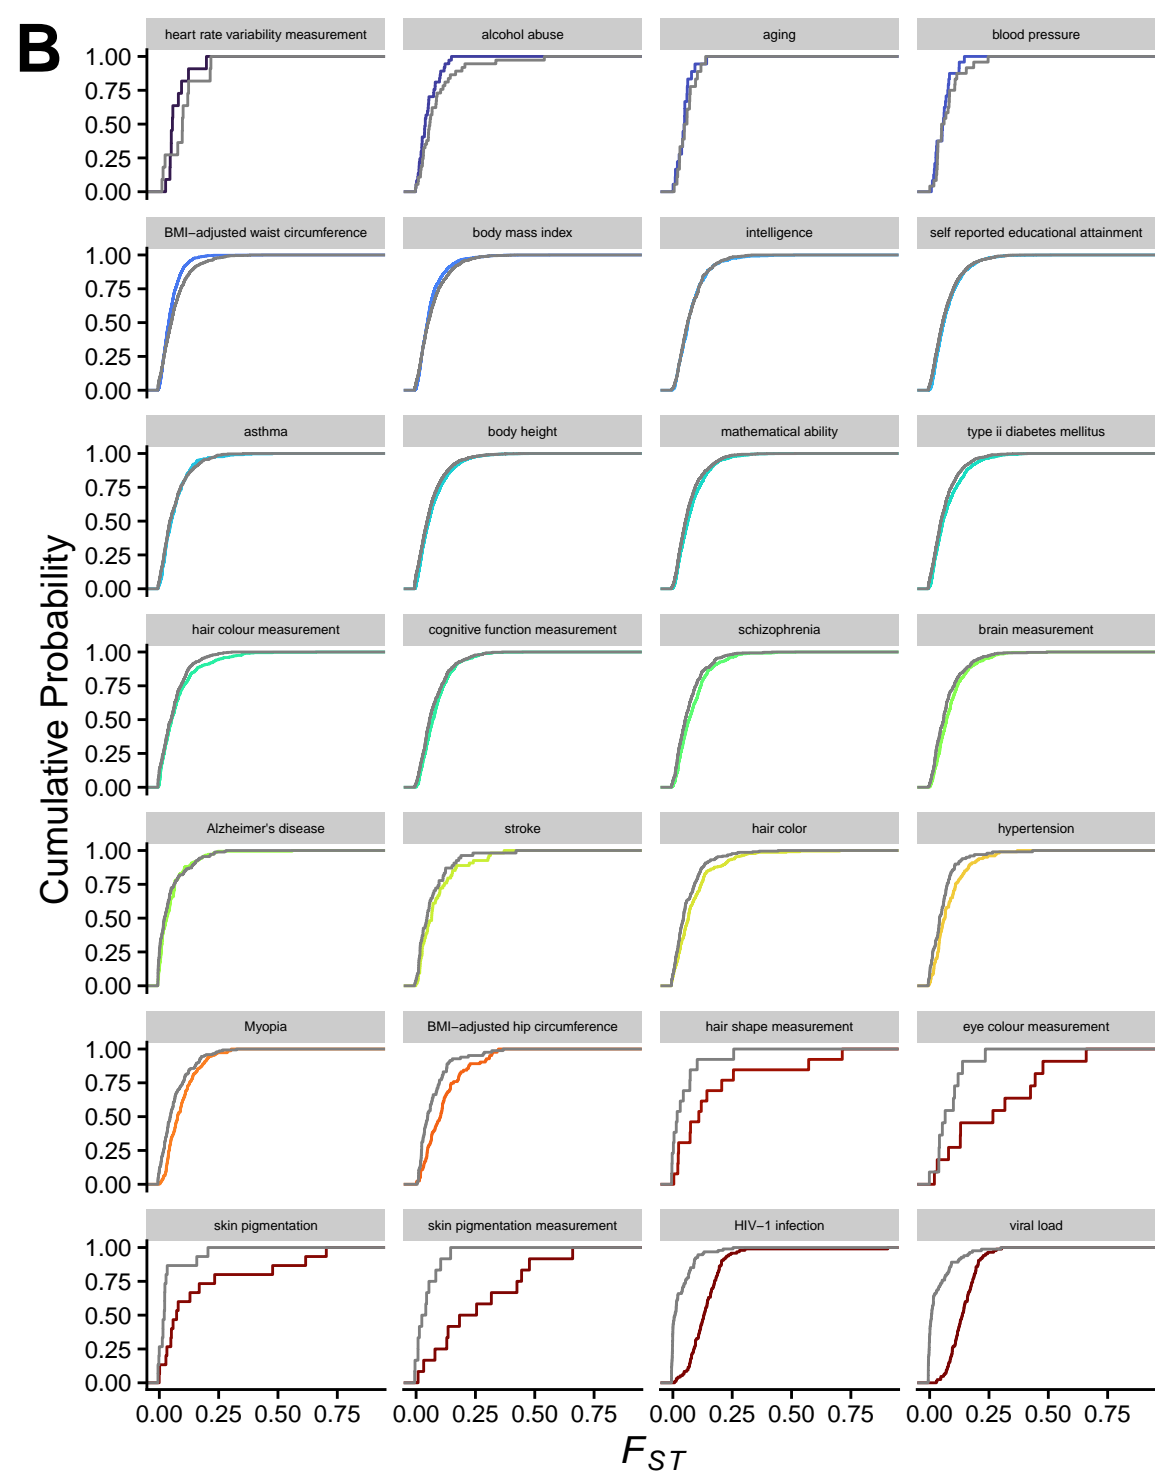 B
heart rate variability measurement
alcohol abuse
aging
blood pressure
1.00
0.75
0.50
0.25
0.00
BMI−adjusted waist circumference
body mass index
intelligence
self reported educational attainment
1.00
0.75
0.50
0.25
0.00
asthma
body height
mathematical ability
type ii diabetes mellitus
1.00
0.75
0.50
0.25
0.00
hair colour measurement
cognitive function measurement
schizophrenia
brain measurement
1.00
0.75
0.50
0.25
0.00
Alzheimer's disease
stroke
hair color
hypertension
1.00
0.75
0.50
0.25
0.00
Myopia
BMI−adjusted hip circumference
hair shape measurement
eye colour measurement
1.00
0.75
0.50
0.25
0.00
skin pigmentation
skin pigmentation measurement
HIV−1 infection
viral load
1.00
0.75
0.50
0.25
0.00
0.00 0.25 0.50 0.75
0.00 0.25 0.50 0.75
0.00 0.25 0.50 0.75
0.00 0.25 0.50 0.75
Cumulative Probability
FST